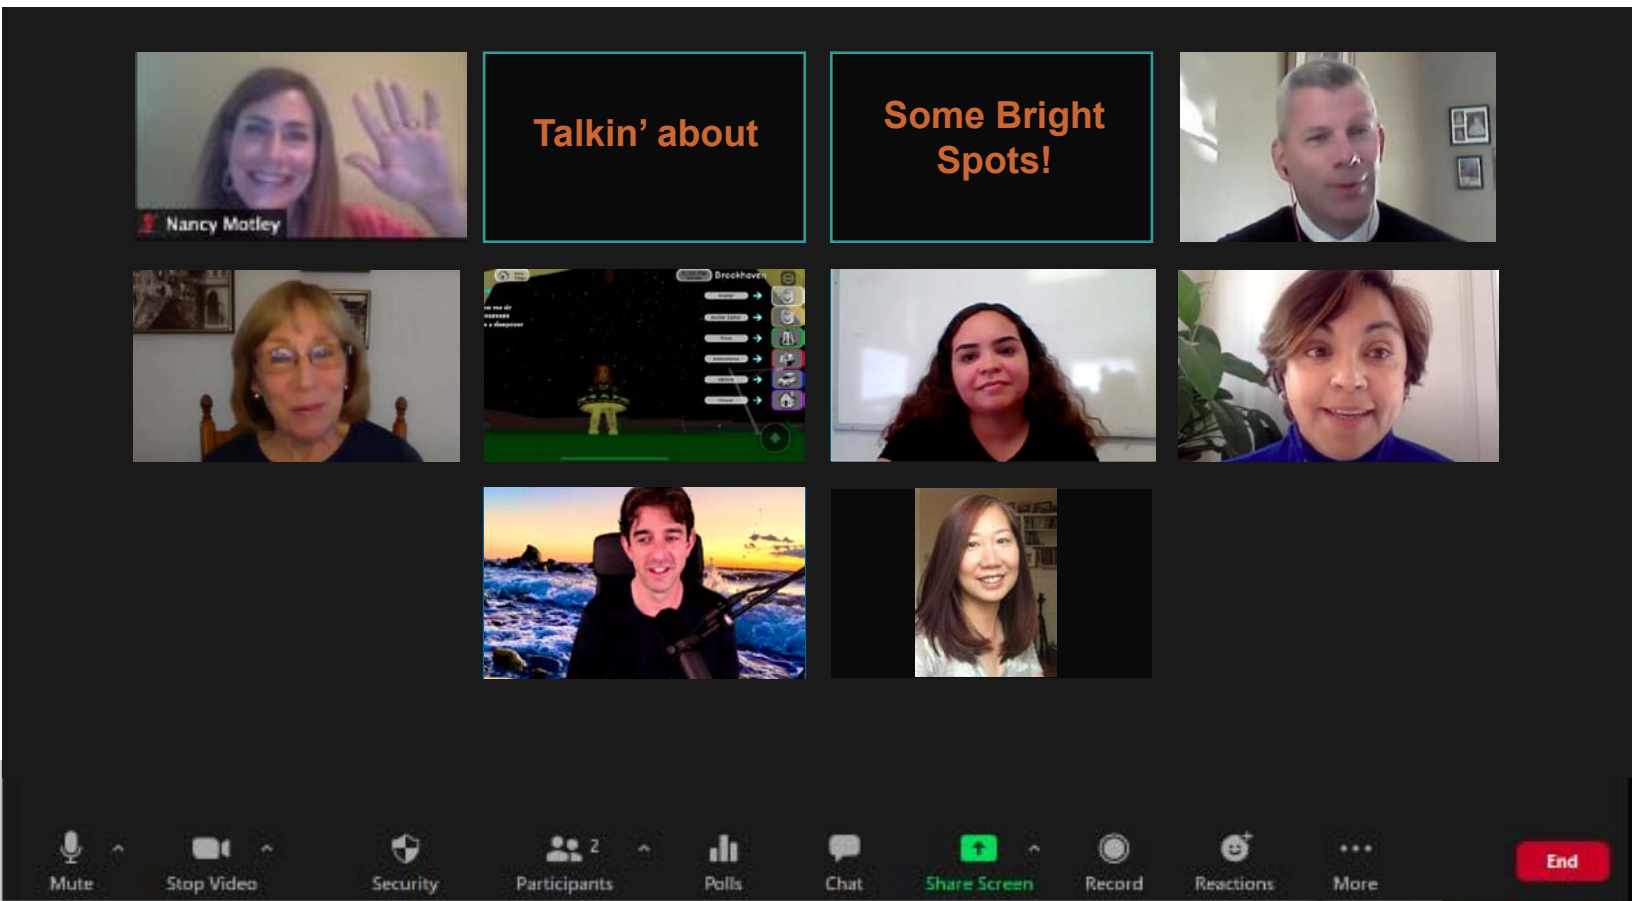 Talkin’ about
Some Bright
Spots!
Nancy Motley
Brookhaven
Mute
Stop Video
Security
Participants
2
Polls
Chat
Share Screen
Record
Reactions
More
End